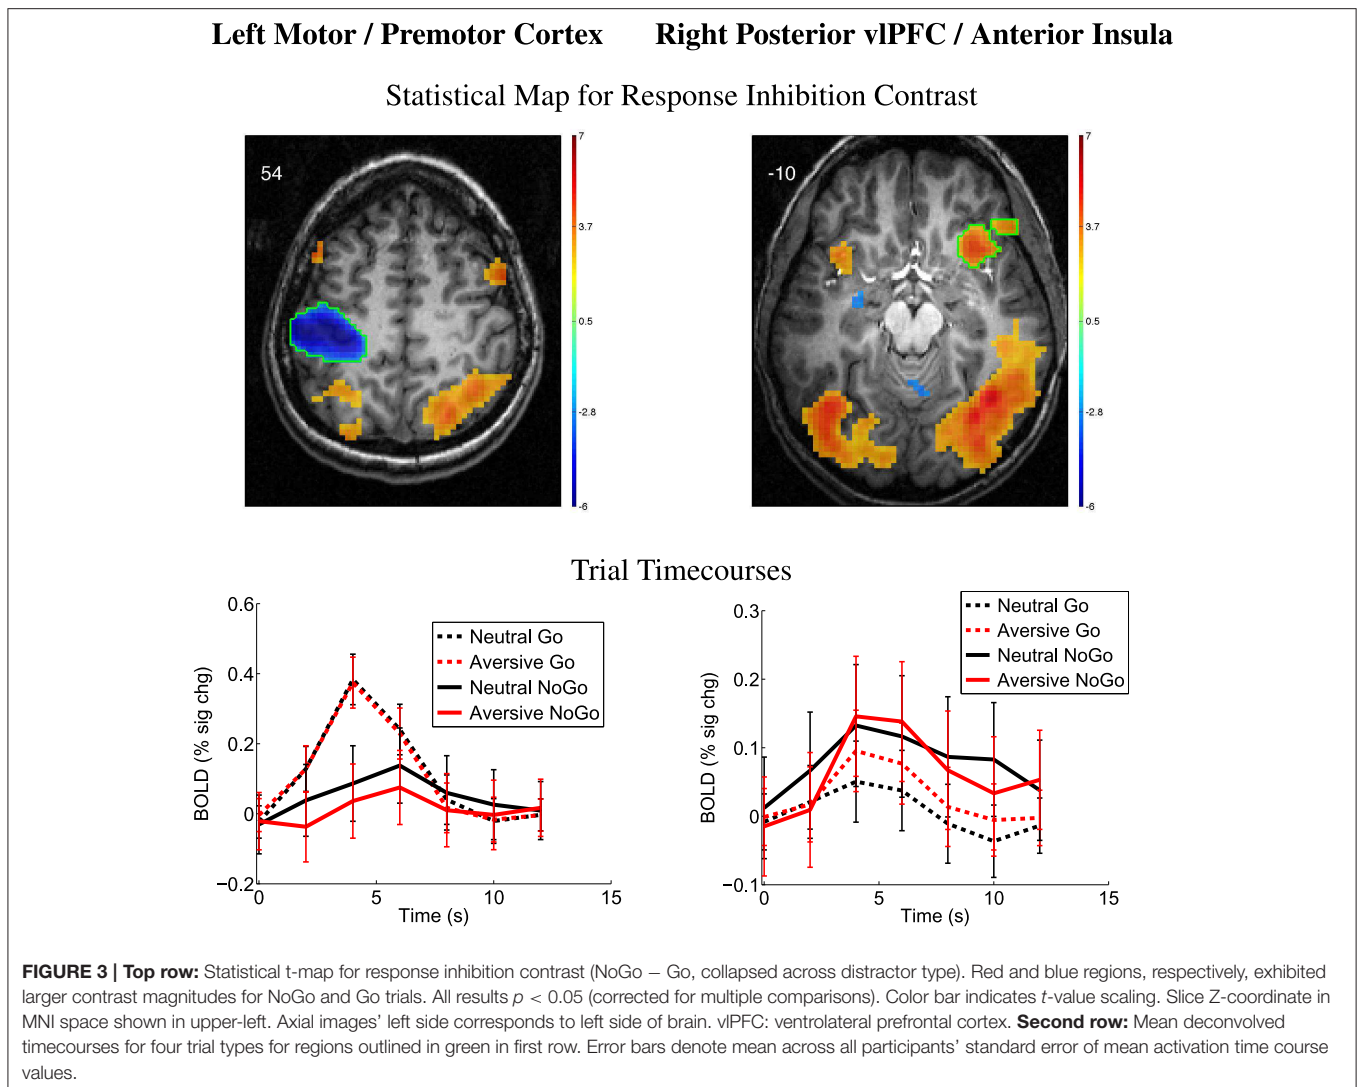 Left Motor / Premotor Cortex
Right Posterior vlPFC / Anterior Insula
Statistical Map for Response Inhibition Contrast
54
7
3.7
0.5
-2.8
-6
-10
7
3.7
0.5
-2.8
-6
Trial Timecourses
0.6
0.4
0.2
0
−0.2
BOLD (% sig chg)
0
5
10
15
Time (s)
Neutral Go
Aversive Go
Neutral NoGo
Aversive NoGo
0.3
0.2
0.1
0
−0.1
BOLD (% sig chg)
0
5
10
15
Time (s)
Neutral Go
Aversive Go
Neutral NoGo
Aversive NoGo
FIGURE 3 | Top row: Statistical t-map for response inhibition contrast (NoGo – Go, collapsed across distractor type). Red and blue regions, respectively, exhibited
larger contrast magnitudes for NoGo and Go trials. All results p < 0.05 (corrected for multiple comparisons). Color bar indicates t-value scaling. Slice Z-coordinate in
MNI space shown in upper-left. Axial images' left side corresponds to left side of brain. vlPFC: ventrolateral prefrontal cortex. Second row: Mean deconvolved
timecourses for four trial types for regions outlined in green in first row. Error bars denote mean across all participants' standard error of mean activation time course
values.